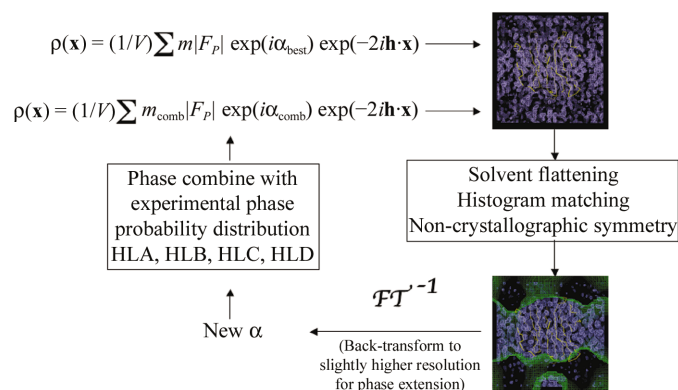 ρ(x) = (1/V)∑ m|F_P| exp(iα_best) exp(−2ih·x)
ρ(x) = (1/V)∑ m_comb|F_P| exp(iα_comb) exp(−2ih·x)
Phase combine with
experimental phase
probability distribution
HLA, HLB, HLC, HLD
Solvent flattening
Histogram matching
Non-crystallographic symmetry
New α
FT⁻¹
(Back-transform to
slightly higher resolution
for phase extension)